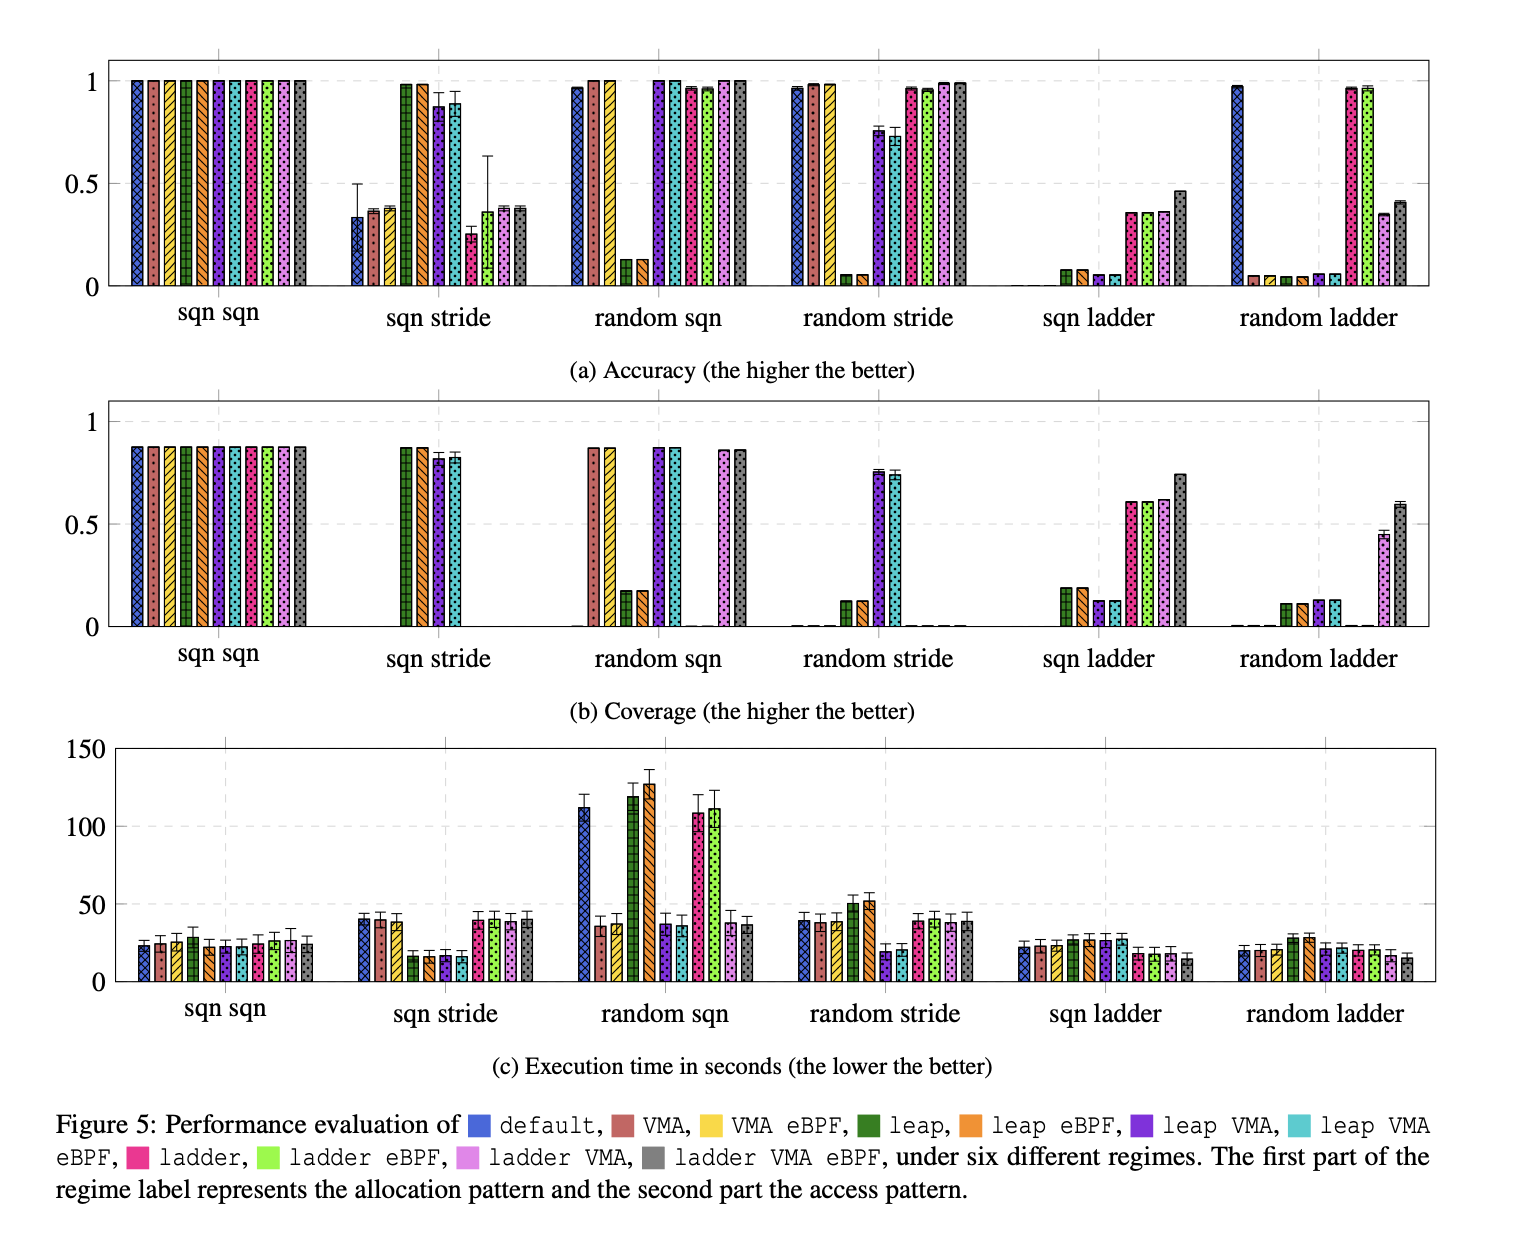 1
0.5
0
sqn sqn
sqn stride
random sqn
random stride
sqn ladder
random ladder
(a) Accuracy (the higher the better)
1
0.5
0
sqn sqn
sqn stride
random sqn
random stride
sqn ladder
random ladder
(b) Coverage (the higher the better)
150
100
50
0
sqn sqn
sqn stride
random sqn
random stride
sqn ladder
random ladder
(c) Execution time in seconds (the lower the better)
Figure 5: Performance evaluation of default, VMA, VMA eBPF, leap, leap eBPF, leap VMA, leap VMA
eBPF, ladder, ladder eBPF, ladder VMA, ladder VMA eBPF, under six different regimes. The first part of the
regime label represents the allocation pattern and the second part the access pattern.